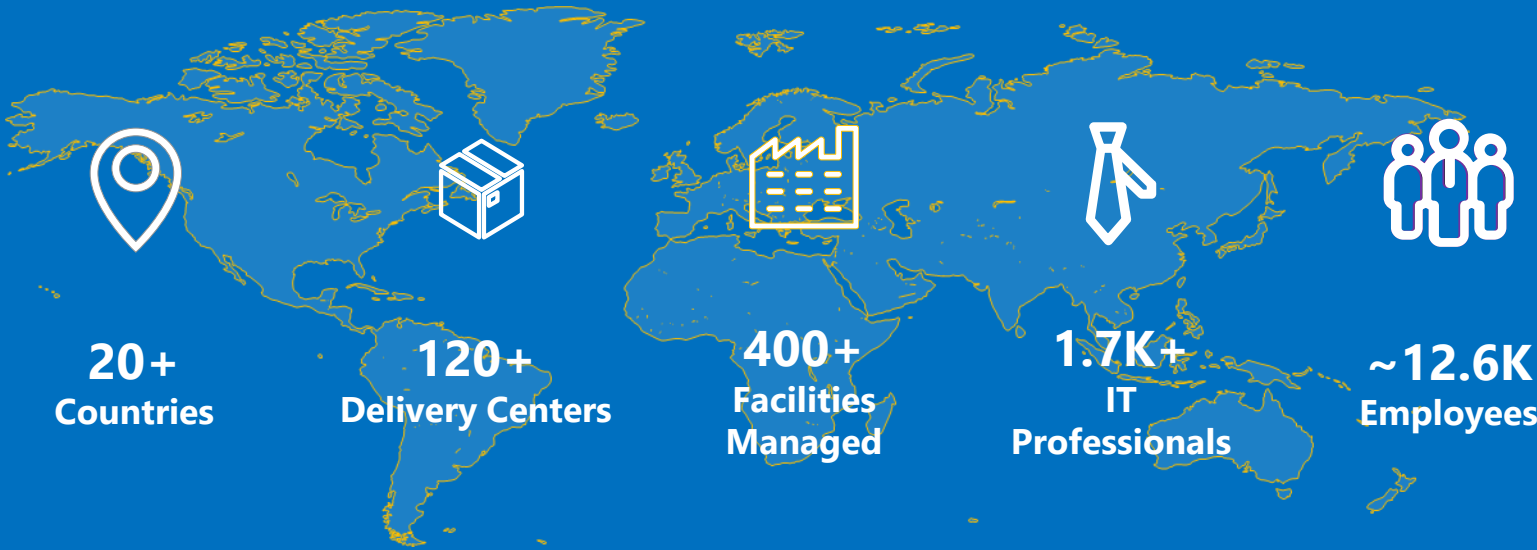 20+
Countries
120+
Delivery Centers
400+
Facilities
Managed
1.7K+
IT
Professionals
~12.6K
Employees